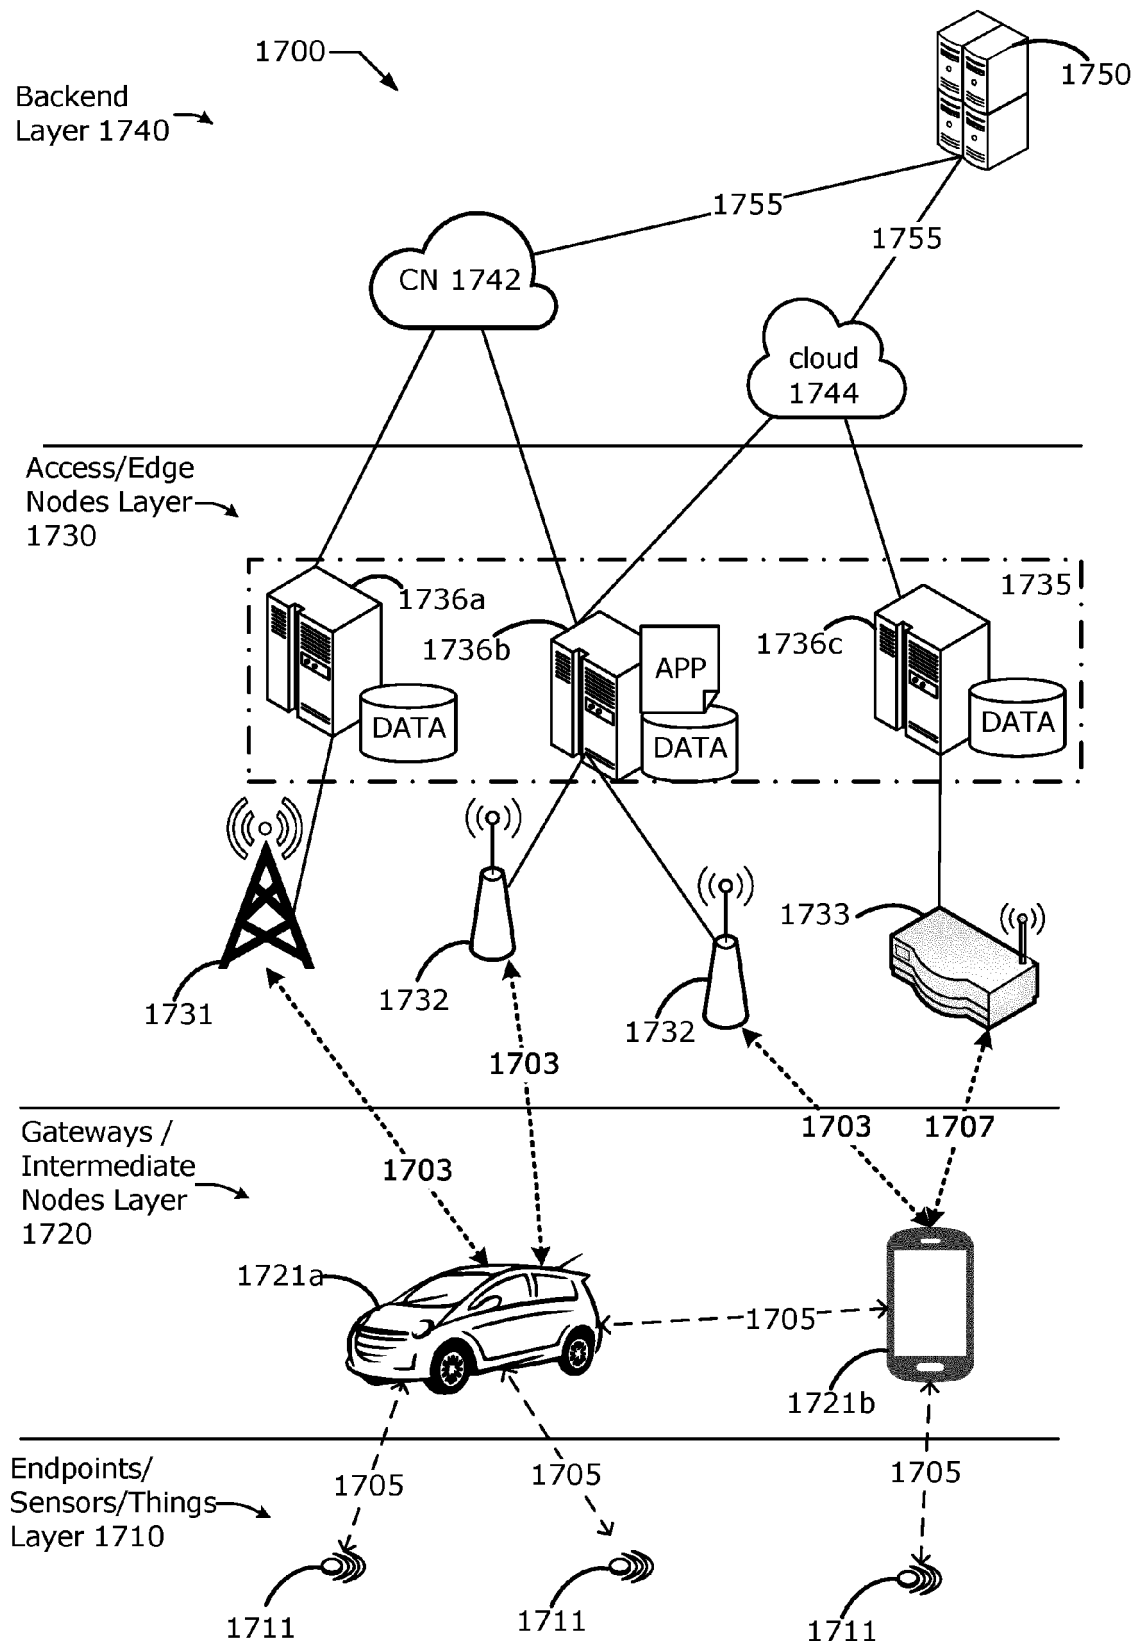 1700
1750
Backend
Layer 1740
1755
1755
CN 1742
cloud
1744
Access/Edge
Nodes Layer
1730
1735
1736a
1736b
1736c
APP
DATA
DATA
DATA
1731
1732
1732
1733
1703
1703
1707
Gateways /
Intermediate
Nodes Layer
1720
1703
1721a
1705
1721b
Endpoints/
Sensors/Things
Layer 1710
1705
1705
1705
1711
1711
1711